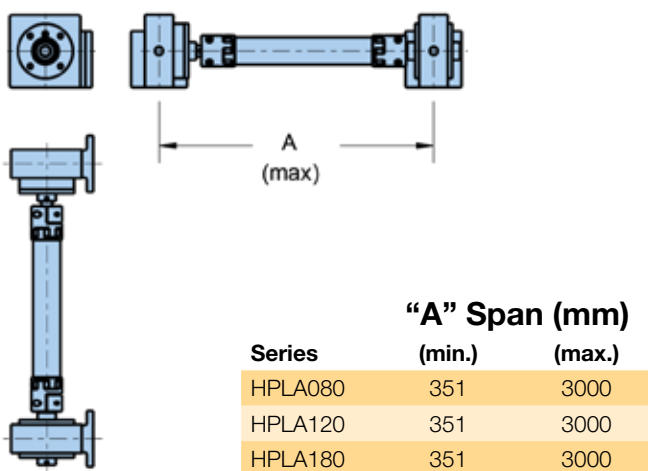 A
(max)
“A” Span (mm)
Series (min.) (max.)
HPLA080 351 3000
HPLA120 351 3000
HPLA180 351 3000